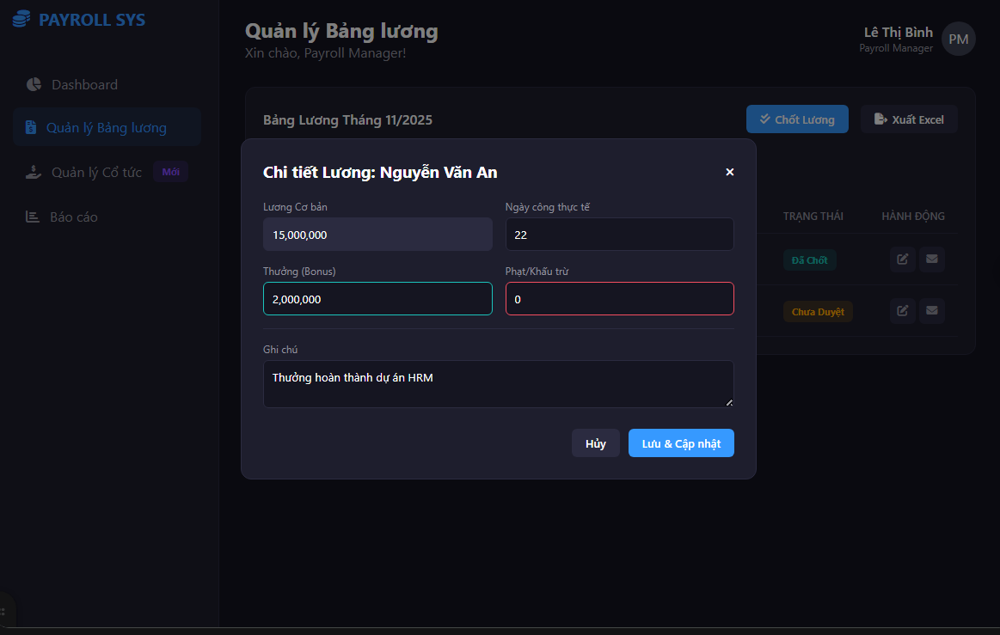 PAYROLL SYS
Dashboard
Quản lý Bảng lương
Quản lý Cổ tức Mới
Báo cáo
Quản lý Bảng lương
Xin chào, Payroll Manager!
Lê Thị Bình
Payroll Manager
PM
Bảng Lương Tháng 11/2025
Chốt Lương
Xuất Excel
TRẠNG THÁI HÀNH ĐỘNG
Đã Chốt
Chưa Duyệt
Chi tiết Lương: Nguyễn Văn An
Lương Cơ bản
15,000,000
Ngày công thực tế
22
Thưởng (Bonus)
2,000,000
Phạt/Khấu trừ
0
Ghi chú
Thưởng hoàn thành dự án HRM
Hủy
Lưu & Cập nhật